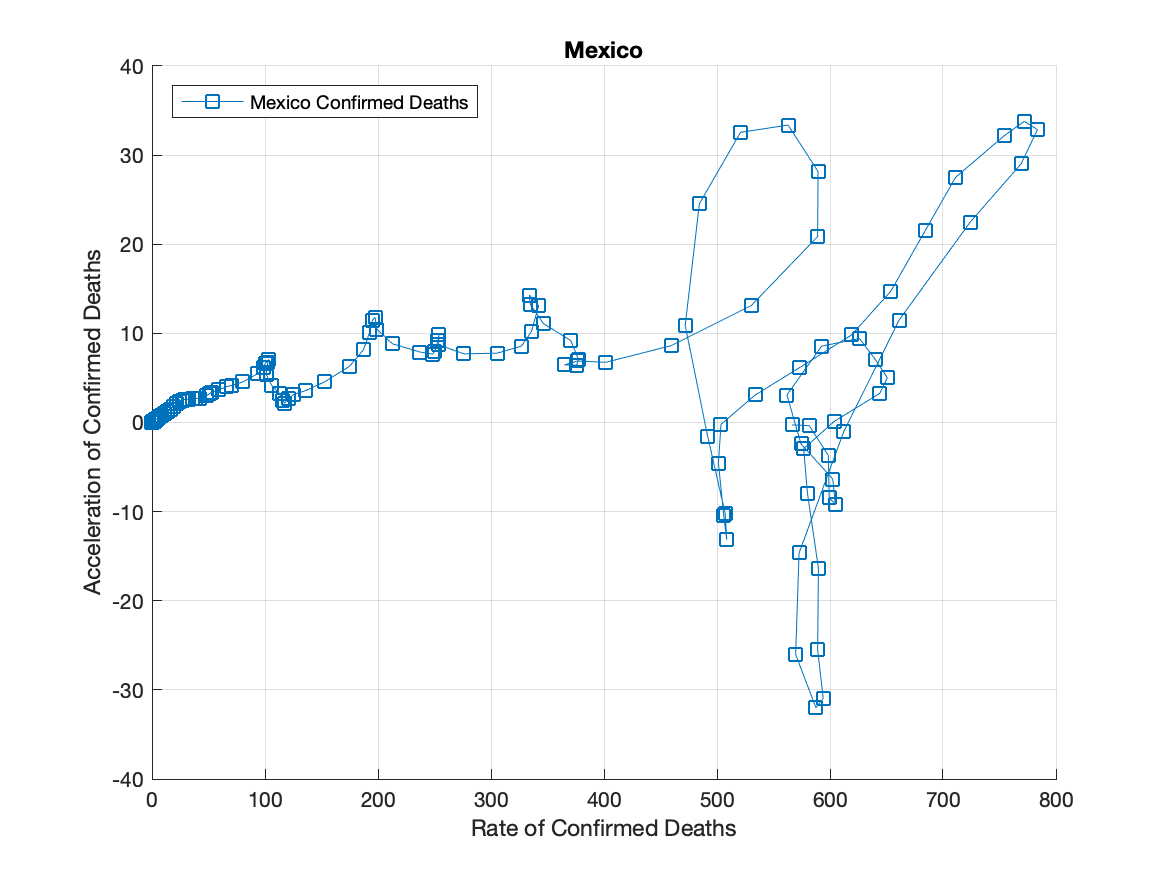 Mexico
Mexico Confirmed Deaths
40
30
20
10
0
-10
-20
-30
-40
Acceleration of Confirmed Deaths
0 100 200 300 400 500 600 700 800
Rate of Confirmed Deaths